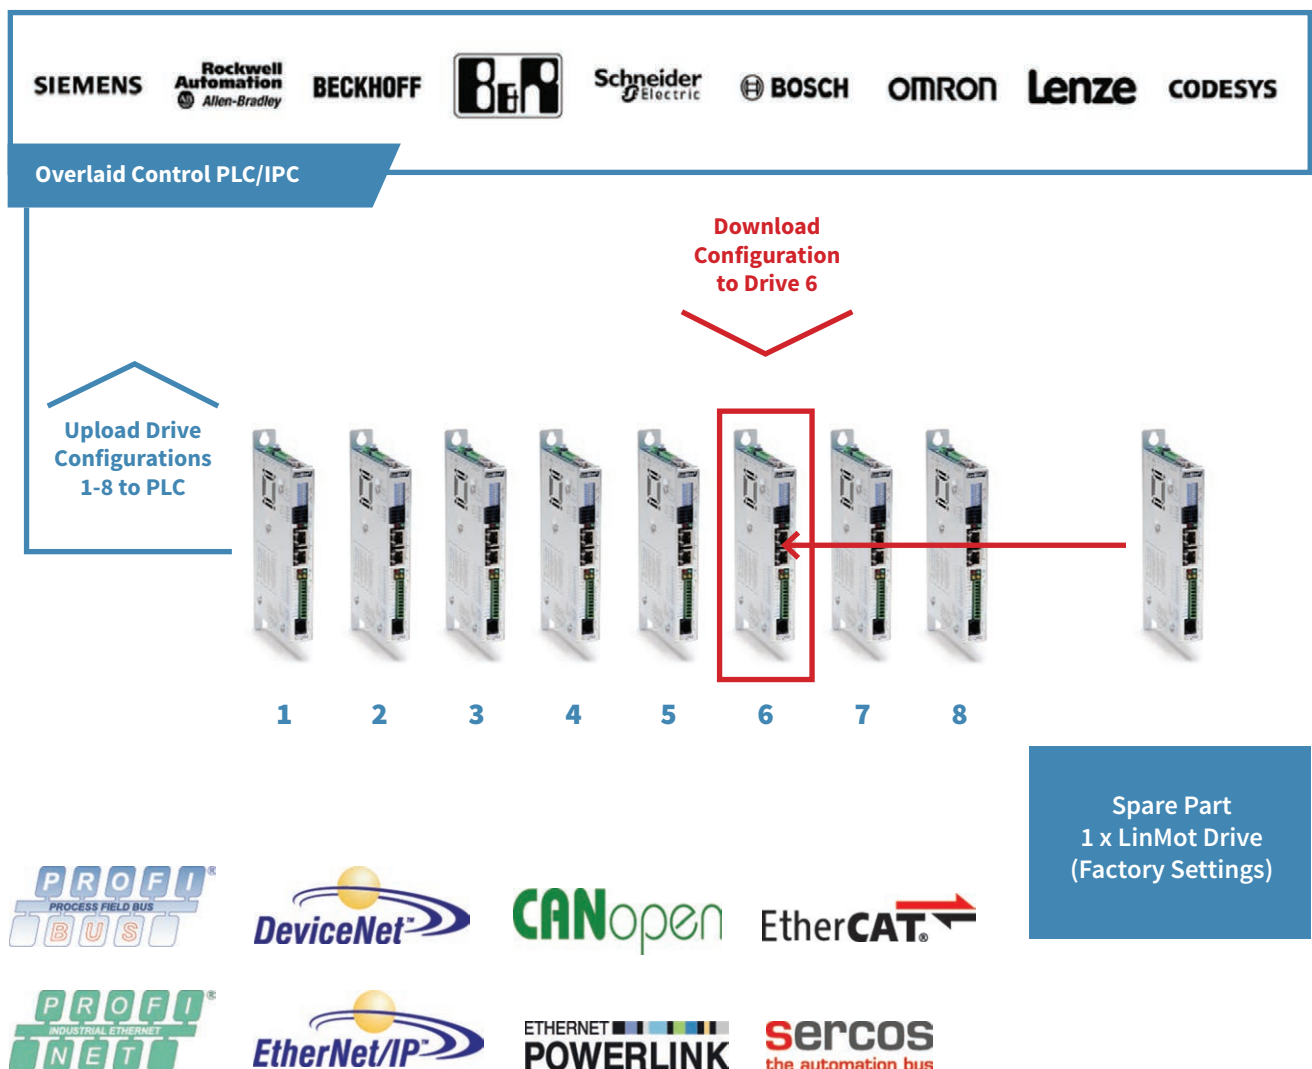 SIEMENS
Rockwell
Automation
AB Allen-Bradley
BECKHOFF
B&R
Schneider
Electric
BOSCH
OMRON
Lenze
CODESYS
Overlaid Control PLC/IPC
Download
Configuration
to Drive 6
Upload Drive
Configurations
1-8 to PLC
1 2 3 4 5 6 7 8
Spare Part
1 x LinMot Drive
(Factory Settings)
PROFI®
PROCESS FIELD BUS
BUS
DeviceNet™
CANopen
EtherCAT®
PROFI®
INDUSTRIAL ETHERNET
NET
EtherNet/IP™
ETHERNET
POWERLINK
sercos
the automation bus